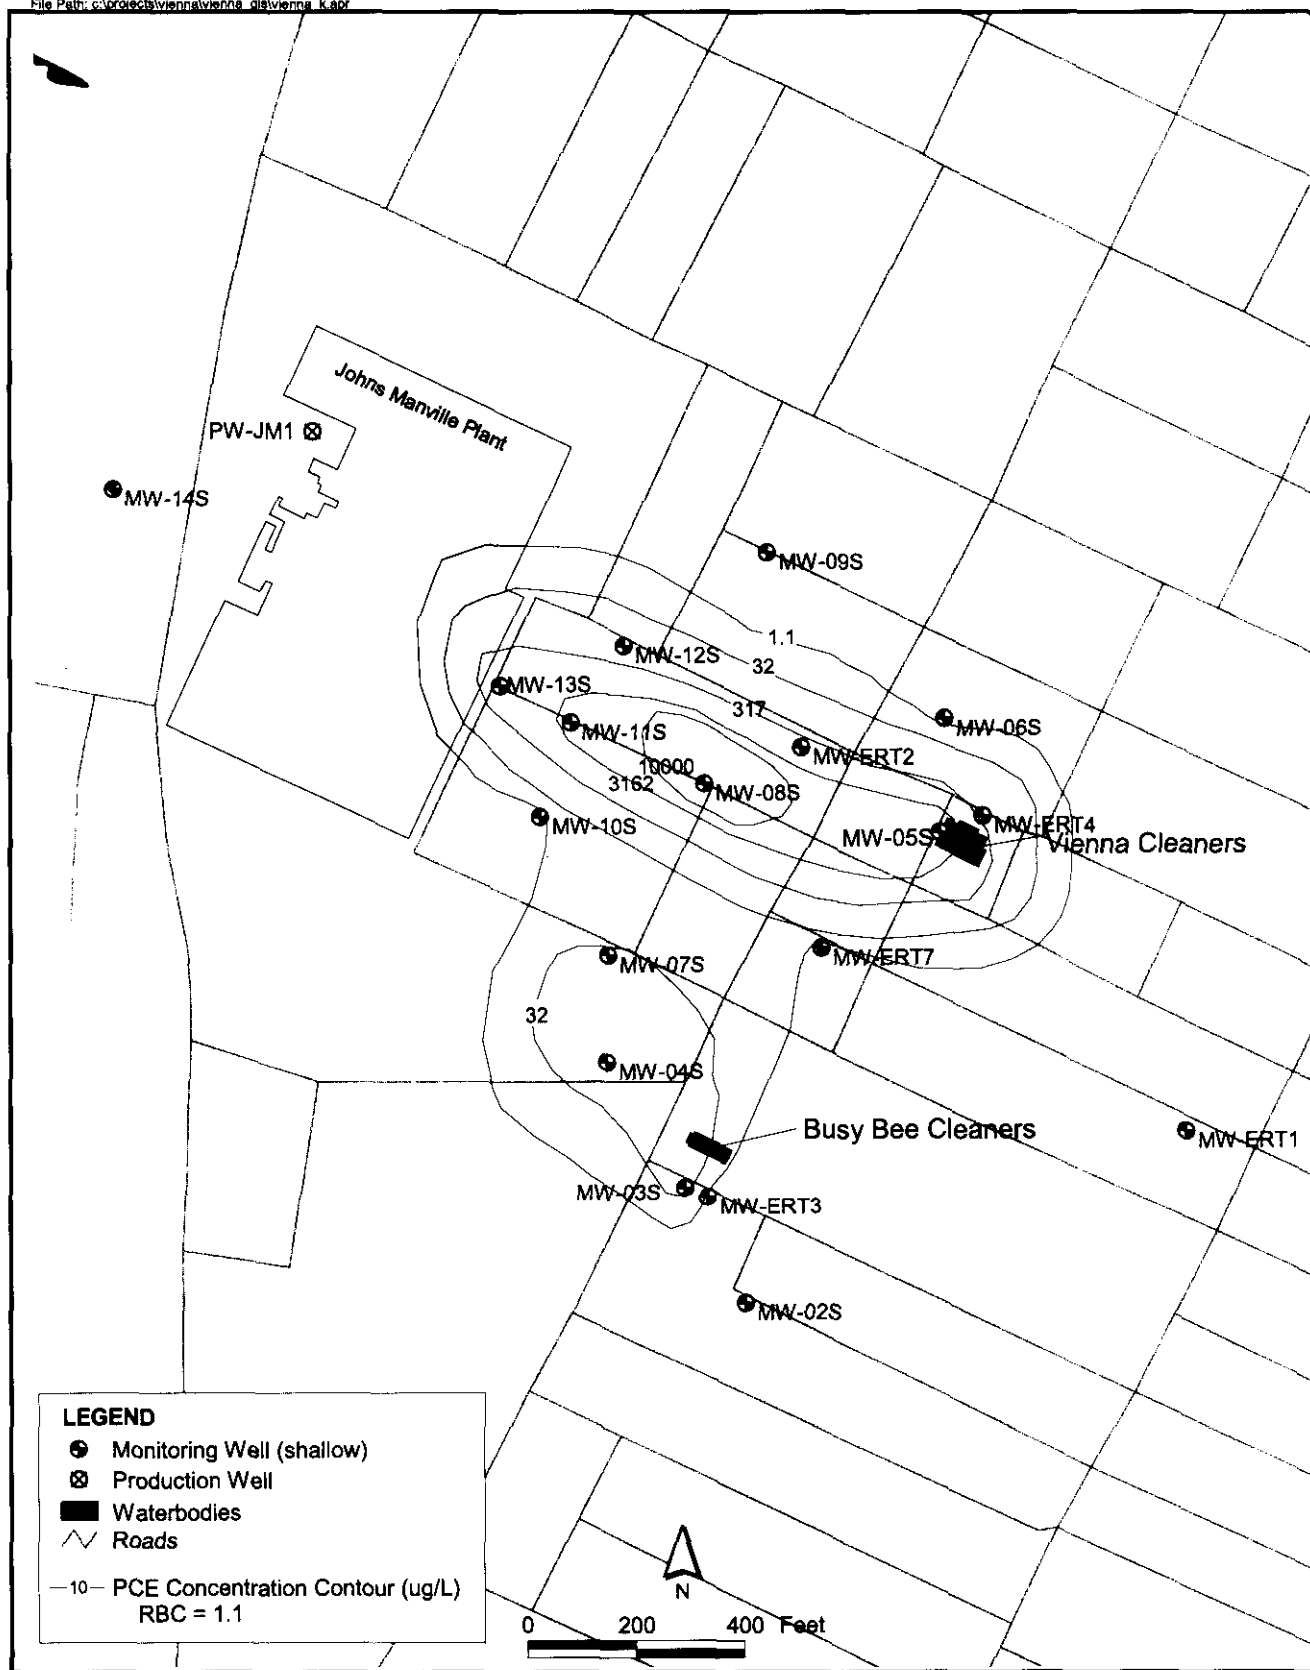 File Path: c:\projects\vienna\vienna_gis\vienna_k.apr
Johns Manville Plant
PW-JM1
MW-14S
MW-09S
1.1
MW-12S
32
MW-13S
317
MW-06S
MW-11S
MW-ERT2
10000
3162
MW-08S
MW-10S
MW-ERT4
MW-05S
Vienna Cleaners
MW-ERT7
MW-07S
32
MW-04S
Busy Bee Cleaners
MW-ERT1
MW-03S
MW-ERT3
MW-02S
LEGEND
Monitoring Well (shallow)
Production Well
Waterbodies
Roads
10 PCE Concentration Contour (ug/L)
RBC = 1.1
N
0 200 400 Feet